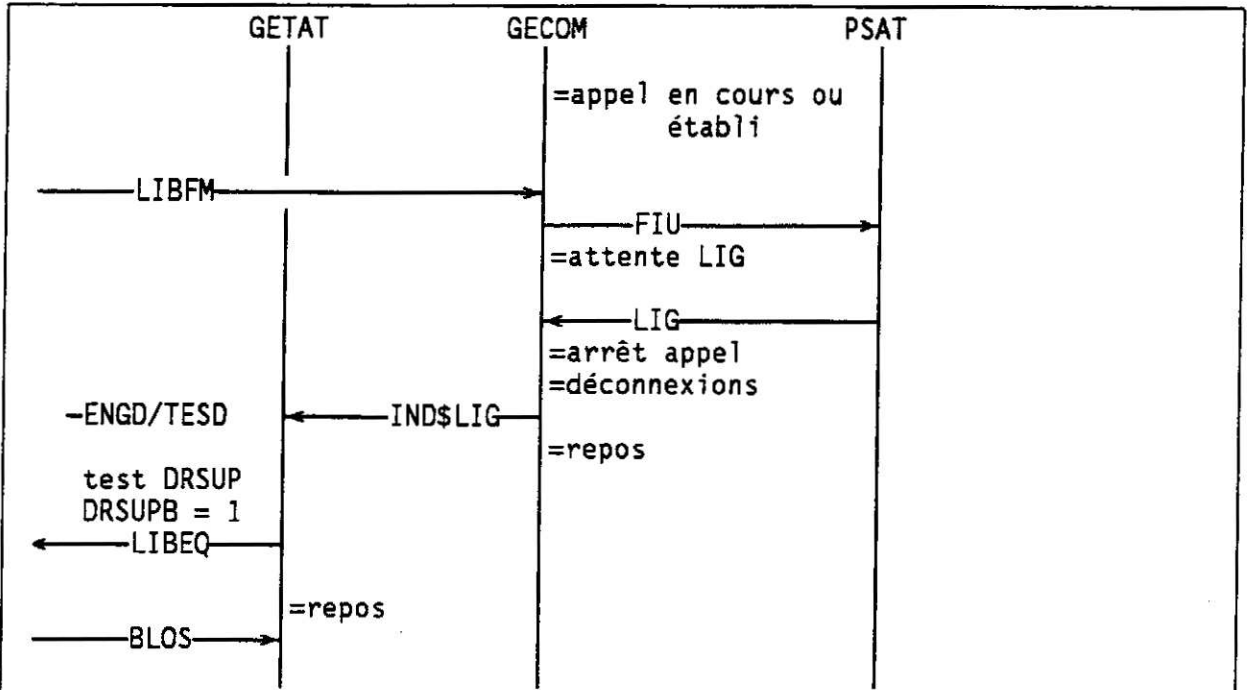 GETAT GECOM PSAT
=appel en cours ou
établi
LIBFM
FIU
=attente LIG
LIG
=arrêt appel
=déconnexions
-ENGD/TESD IND$LIG
=repos
test DRSUP
DRSUPB = 1
LIBEQ
=repos
BLOS